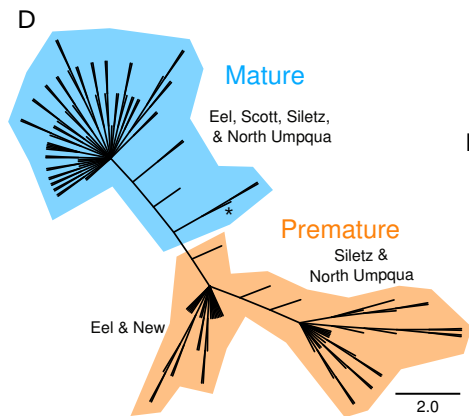 D
Mature
Eel, Scott, Siletz,
& North Umpqua
*
Premature
Siletz &
North Umpqua
Eel & New
2.0